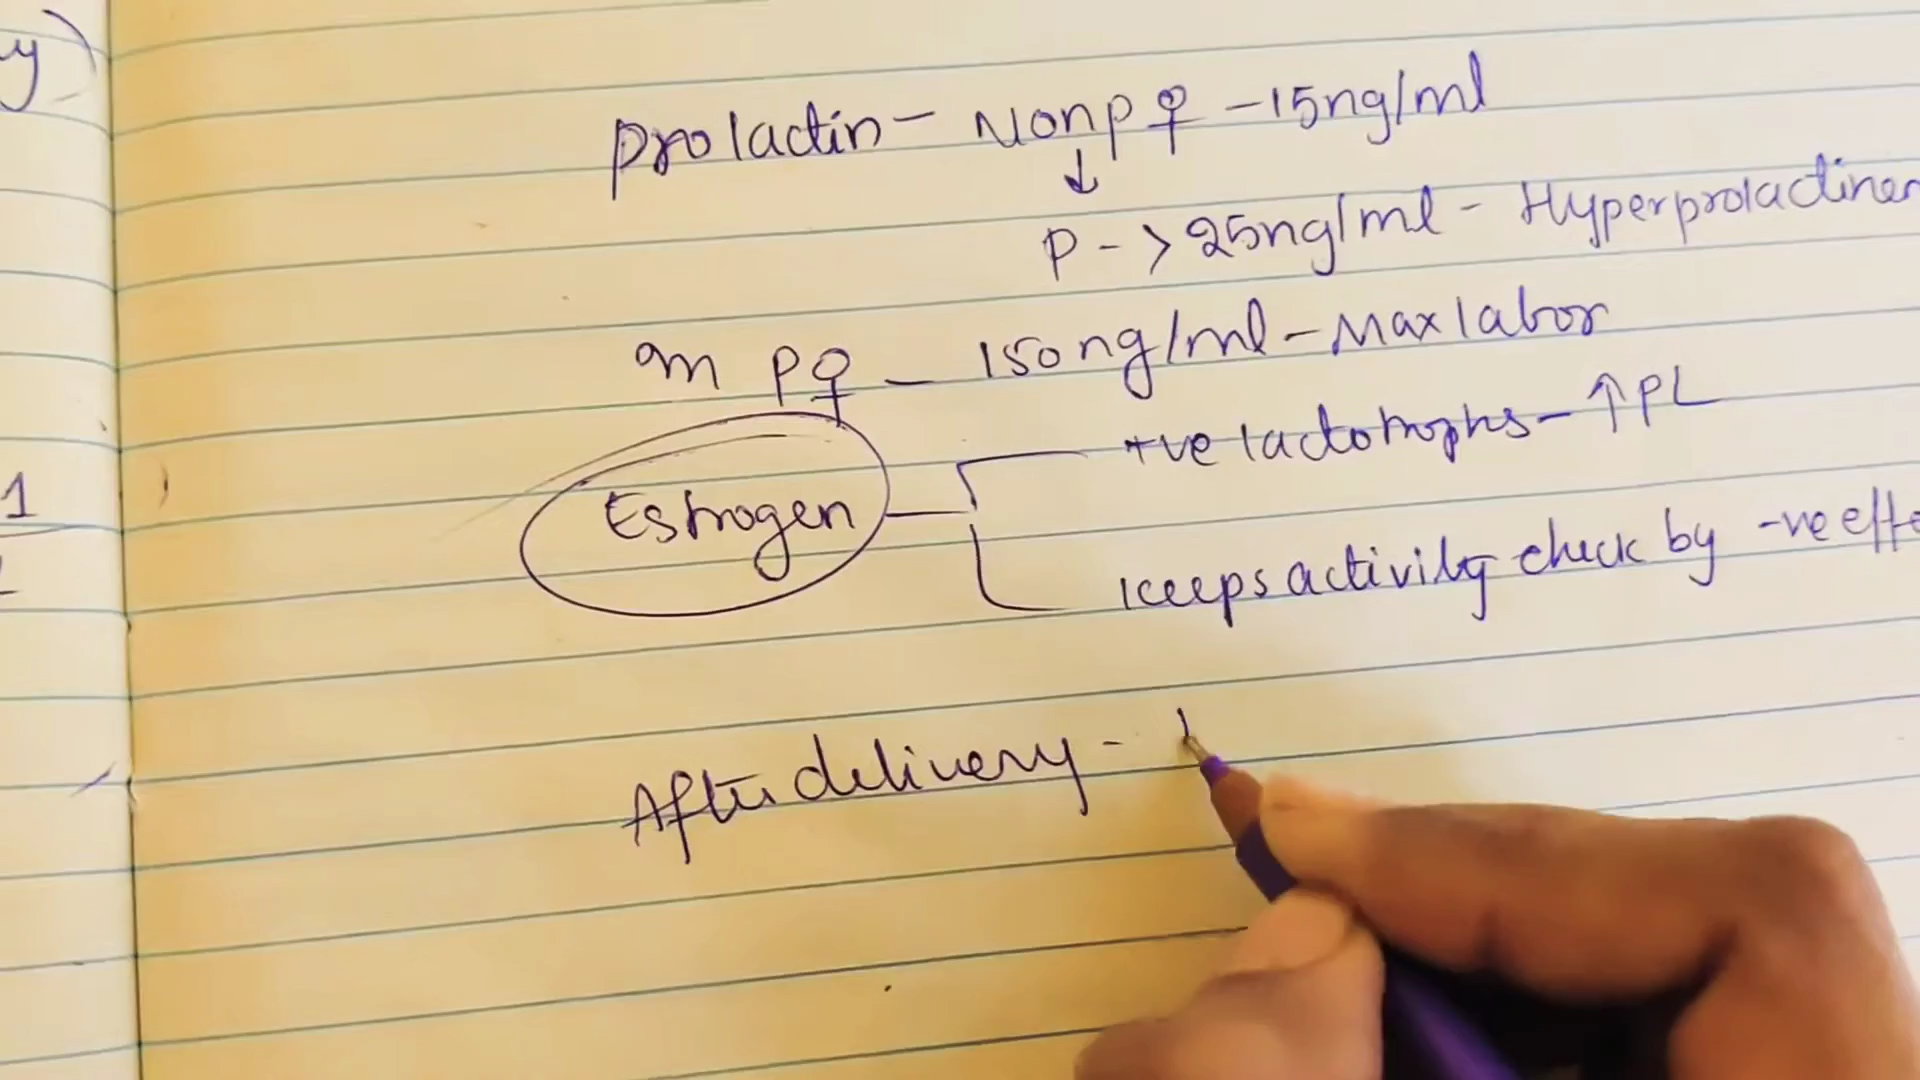 y)
prolactin - Nonp ♀ - 15ng/ml
↓
P - > 25ng/ml - Hyperprolactinem
m P♀ - 150ng/ml - Max labor
+ve lactotrophs - ↑PL
Estrogen
keeps activity check by -ve effe
After delivery -
1